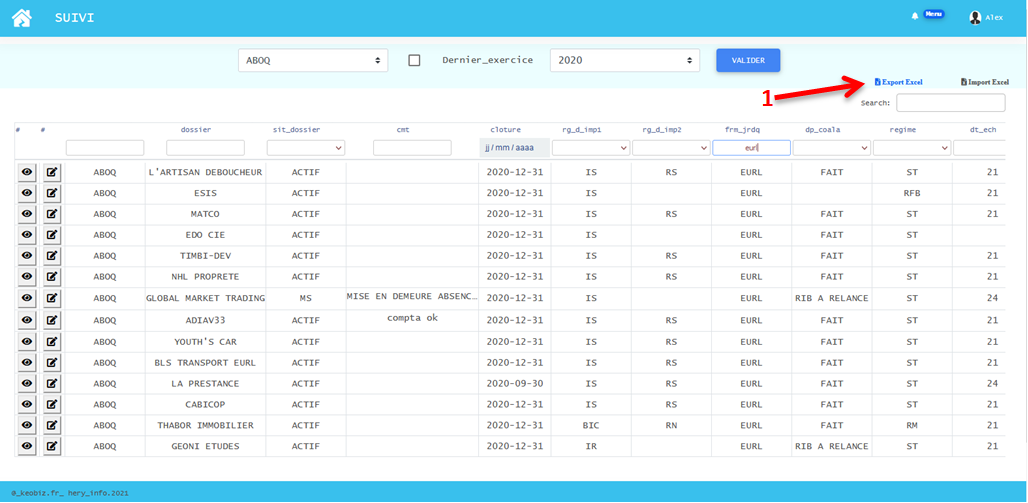 SUIVI Menu Alex
ABOQ Dernier_exercice 2020 VALIDER
1 Export Excel Import Excel
Search:
# # dossier sit_dossier cmt cloture rg_d_imp1 rg_d_imp2 frm_jrdq dp_coala regime dt_ech
jj / mm / aaaa eurl
ABOQ L'ARTISAN DEBOUCHEUR ACTIF 2020-12-31 IS RS EURL FAIT ST 21
ABOQ ESIS ACTIF 2020-12-31 IS EURL RFB 21
ABOQ MATCO ACTIF 2020-12-31 IS RS EURL FAIT ST 21
ABOQ EDO CIE ACTIF 2020-12-31 IS EURL FAIT ST
ABOQ TIMBI-DEV ACTIF 2020-12-31 IS RS EURL FAIT ST 21
ABOQ NHL PROPRETE ACTIF 2020-12-31 IS RS EURL FAIT ST 21
ABOQ GLOBAL MARKET TRADING MS MISE EN DEMEURE ABSENC... 2020-12-31 IS EURL RIB A RELANCE ST 24
ABOQ ADIAV33 ACTIF compta ok 2020-12-31 IS RS EURL FAIT ST 21
ABOQ YOUTH'S CAR ACTIF 2020-12-31 IS RS EURL FAIT ST 21
ABOQ BLS TRANSPORT EURL ACTIF 2020-12-31 IS RS EURL FAIT ST 21
ABOQ LA PRESTANCE ACTIF 2020-09-30 IS RS EURL FAIT ST 24
ABOQ CABICOP ACTIF 2020-12-31 IS RS EURL FAIT ST 21
ABOQ THABOR IMMOBILIER ACTIF 2020-12-31 BIC RN EURL FAIT RM 21
ABOQ GEONI ETUDES ACTIF 2020-12-31 IR EURL RIB A RELANCE ST 21
@_keobiz.fr_ hery_info.2021